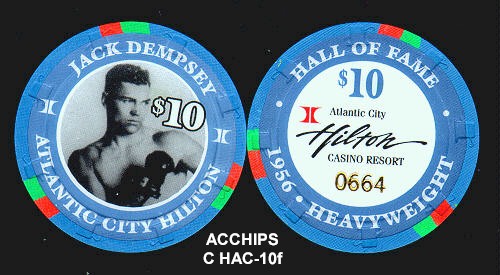 JACK DEMPSEY
$10
ATLANTIC CITY HILTON
HALL OF FAME
$10
Atlantic City
Hilton
CASINO RESORT
0664
1956 • HEAVYWEIGHT
ACCHIPS
C HAC-10f